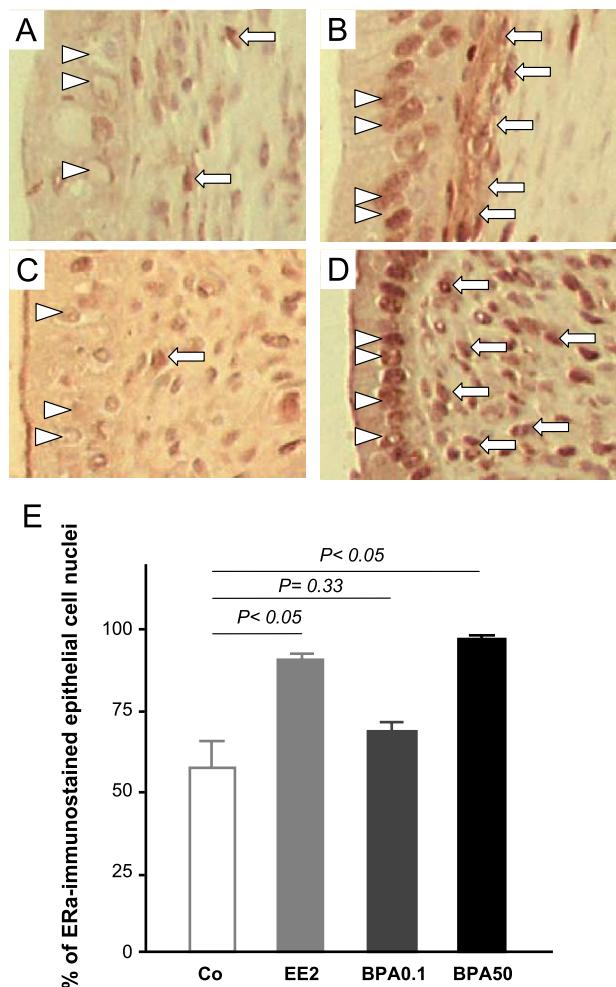 A
B
C
D
E
% of ERa-immunostained epithelial cell nuclei
100
75
50
25
0
P< 0.05
P= 0.33
P< 0.05
Co EE2 BPA0.1 BPA50